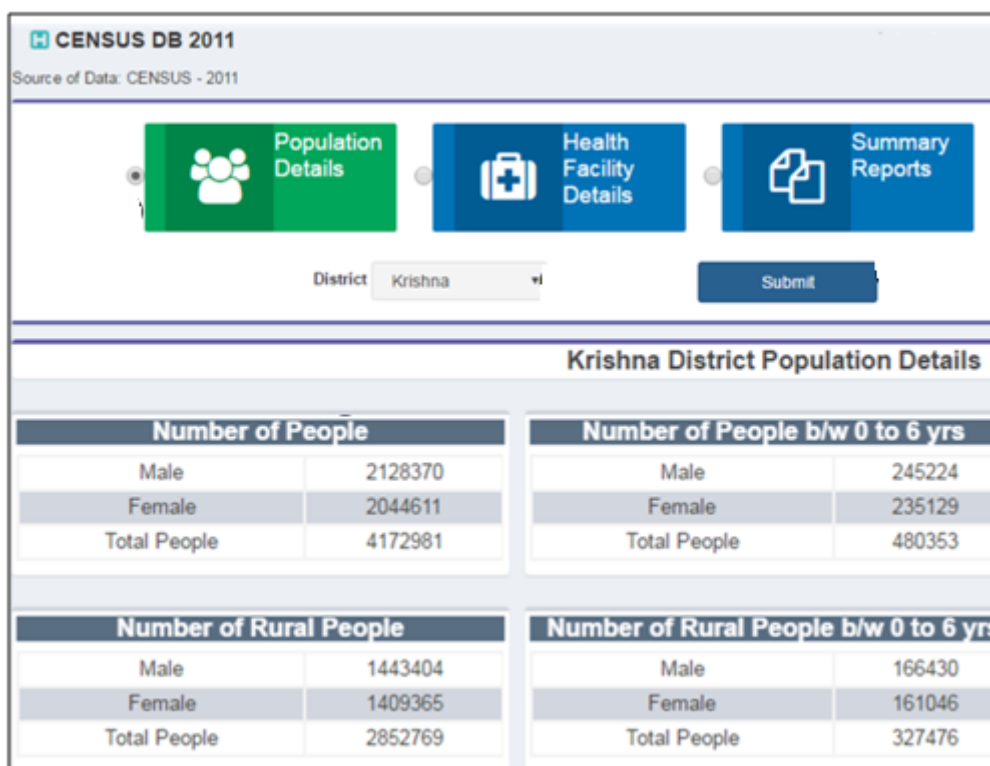 CENSUS DB 2011
Source of Data: CENSUS - 2011
Population Details
Health Facility Details
Summary Reports
District Krishna Submit
Krishna District Population Details
Number of People
Male 2128370
Female 2044611
Total People 4172981
Number of People b/w 0 to 6 yrs
Male 245224
Female 235129
Total People 480353
Number of Rural People
Male 1443404
Female 1409365
Total People 2852769
Number of Rural People b/w 0 to 6 yrs
Male 166430
Female 161046
Total People 327476